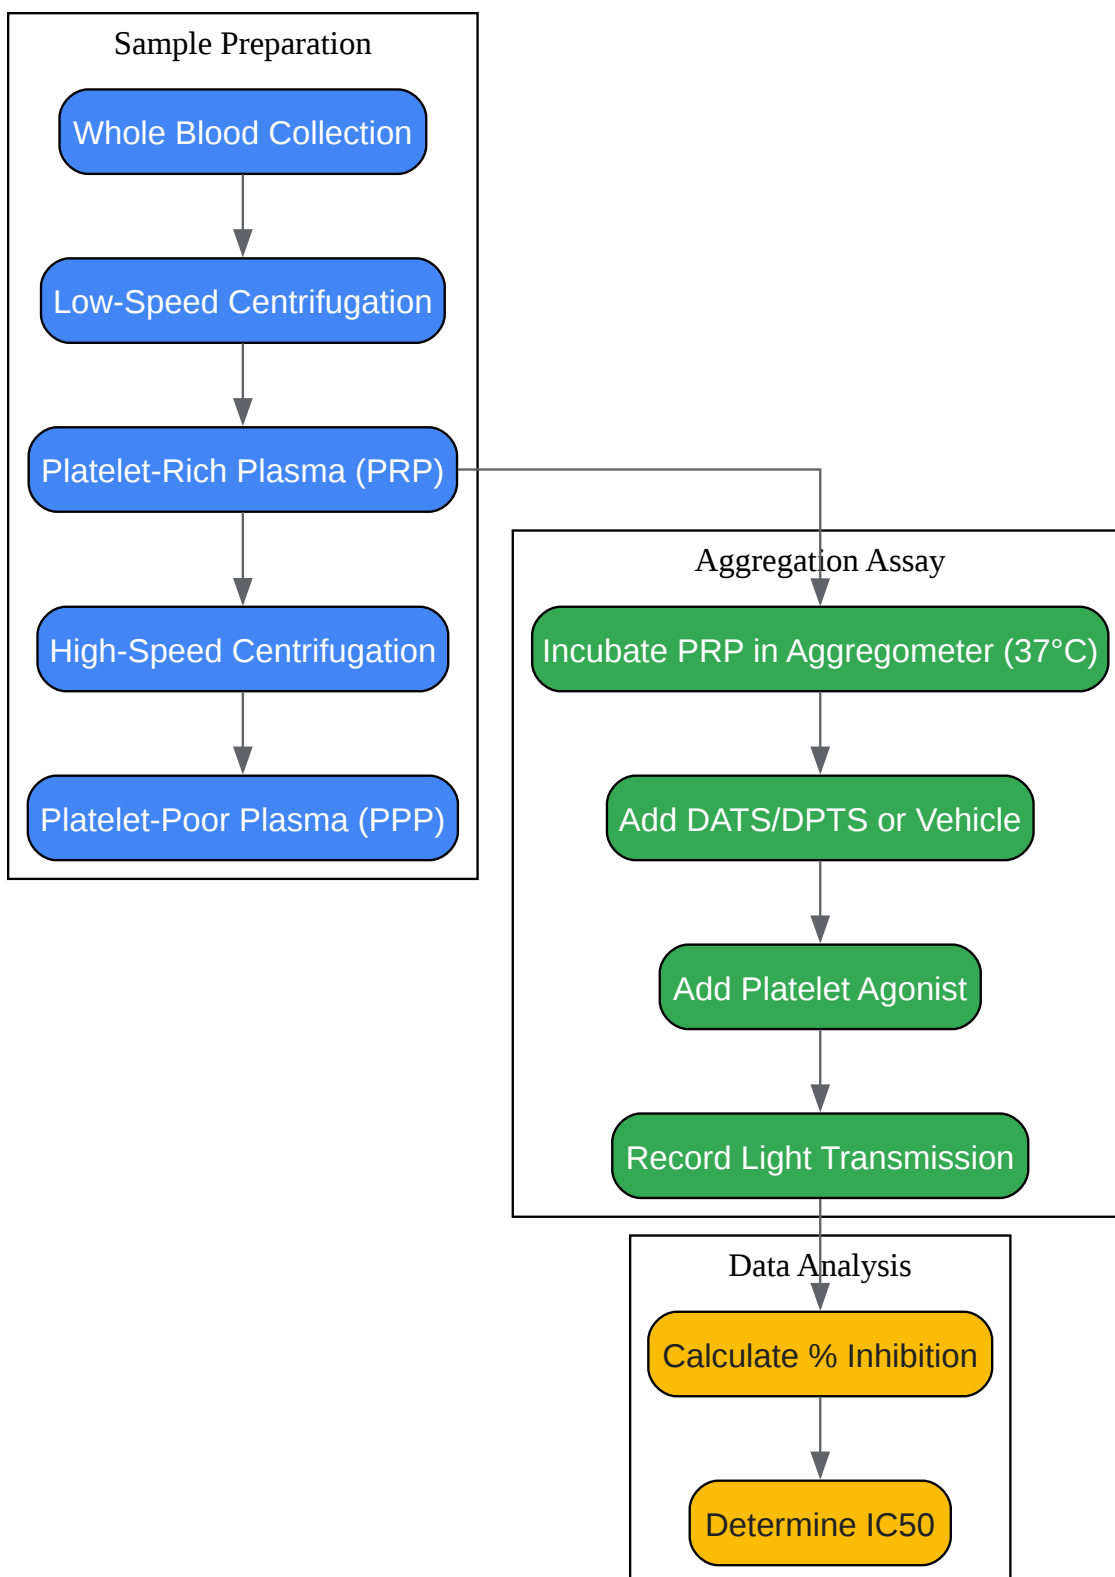 Sample Preparation
Whole Blood Collection
Low-Speed Centrifugation
Platelet-Rich Plasma (PRP)
High-Speed Centrifugation
Platelet-Poor Plasma (PPP)
Aggregation Assay
Incubate PRP in Aggregometer (37°C)
Add DATS/DPTS or Vehicle
Add Platelet Agonist
Record Light Transmission
Data Analysis
Calculate % Inhibition
Determine IC50